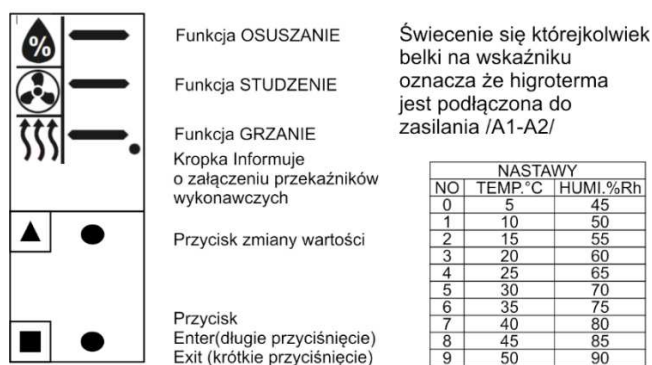 %
Funkcja OSUSZANIE
Funkcja STUDZENIE
Funkcja GRZANIE
Kropka Informuje
o załączeniu przekaźników
wykonawczych
Przycisk zmiany wartości
Przycisk
Enter(długie przyciśnięcie)
Exit (krótkie przyciśnięcie)
Świecenie się którejkolwiek
belki na wskaźniku
oznacza że higroterma
jest podłączona do
zasilania /A1-A2/
NASTAWY
NO TEMP.°C HUMI.%Rh
0 5 45
1 10 50
2 15 55
3 20 60
4 25 65
5 30 70
6 35 75
7 40 80
8 45 85
9 50 90